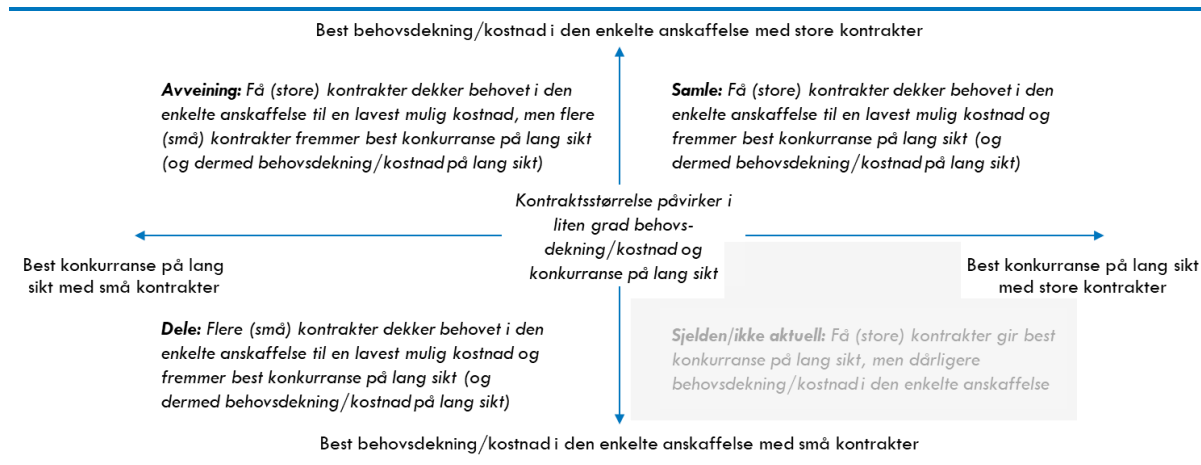 Best behovsdekning/kostnad i den enkelte anskaffelse med store kontrakter
Avveining: Få (store) kontrakter dekker behovet i den
enkelte anskaffelse til en lavest mulig kostnad, men flere
(små) kontrakter fremmer best konkurranse på lang sikt
(og dermed behovsdekning/kostnad på lang sikt)
Samle: Få (store) kontrakter dekker behovet i den
enkelte anskaffelse til en lavest mulig kostnad og
fremmer best konkurranse på lang sikt (og
dermed behovsdekning/kostnad på lang sikt)
Kontraktsstørrelse påvirker i
liten grad behovs-
dekning/kostnad og
konkurranse på lang sikt
Best konkurranse på lang
sikt med små kontrakter
Best konkurranse på lang sikt
med store kontrakter
Dele: Flere (små) kontrakter dekker behovet i den
enkelte anskaffelse til en lavest mulig kostnad og
fremmer best konkurranse på lang sikt (og
dermed behovsdekning/kostnad på lang sikt)
Sjelden/ikke aktuell: Få (store) kontrakter gir best
konkurranse på lang sikt, men dårligere
behovsdekning/kostnad i den enkelte anskaffelse
Best behovsdekning/kostnad i den enkelte anskaffelse med små kontrakter